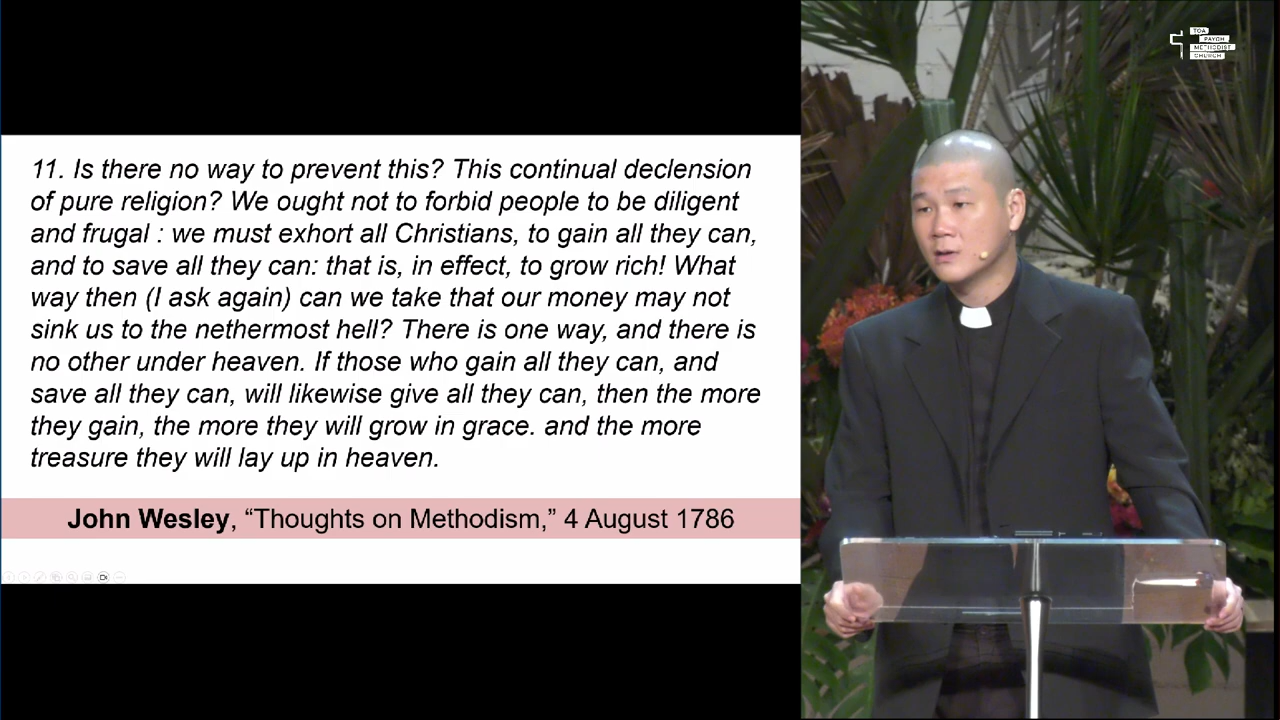 11. Is there no way to prevent this? This continual declension
of pure religion? We ought not to forbid people to be diligent
and frugal : we must exhort all Christians, to gain all they can,
and to save all they can: that is, in effect, to grow rich! What
way then (I ask again) can we take that our money may not
sink us to the nethermost hell? There is one way, and there is
no other under heaven. If those who gain all they can, and
save all they can, will likewise give all they can, then the more
they gain, the more they will grow in grace. and the more
treasure they will lay up in heaven.
John Wesley, “Thoughts on Methodism,” 4 August 1786
TOA
PAYOH
METHODIST
CHURCH